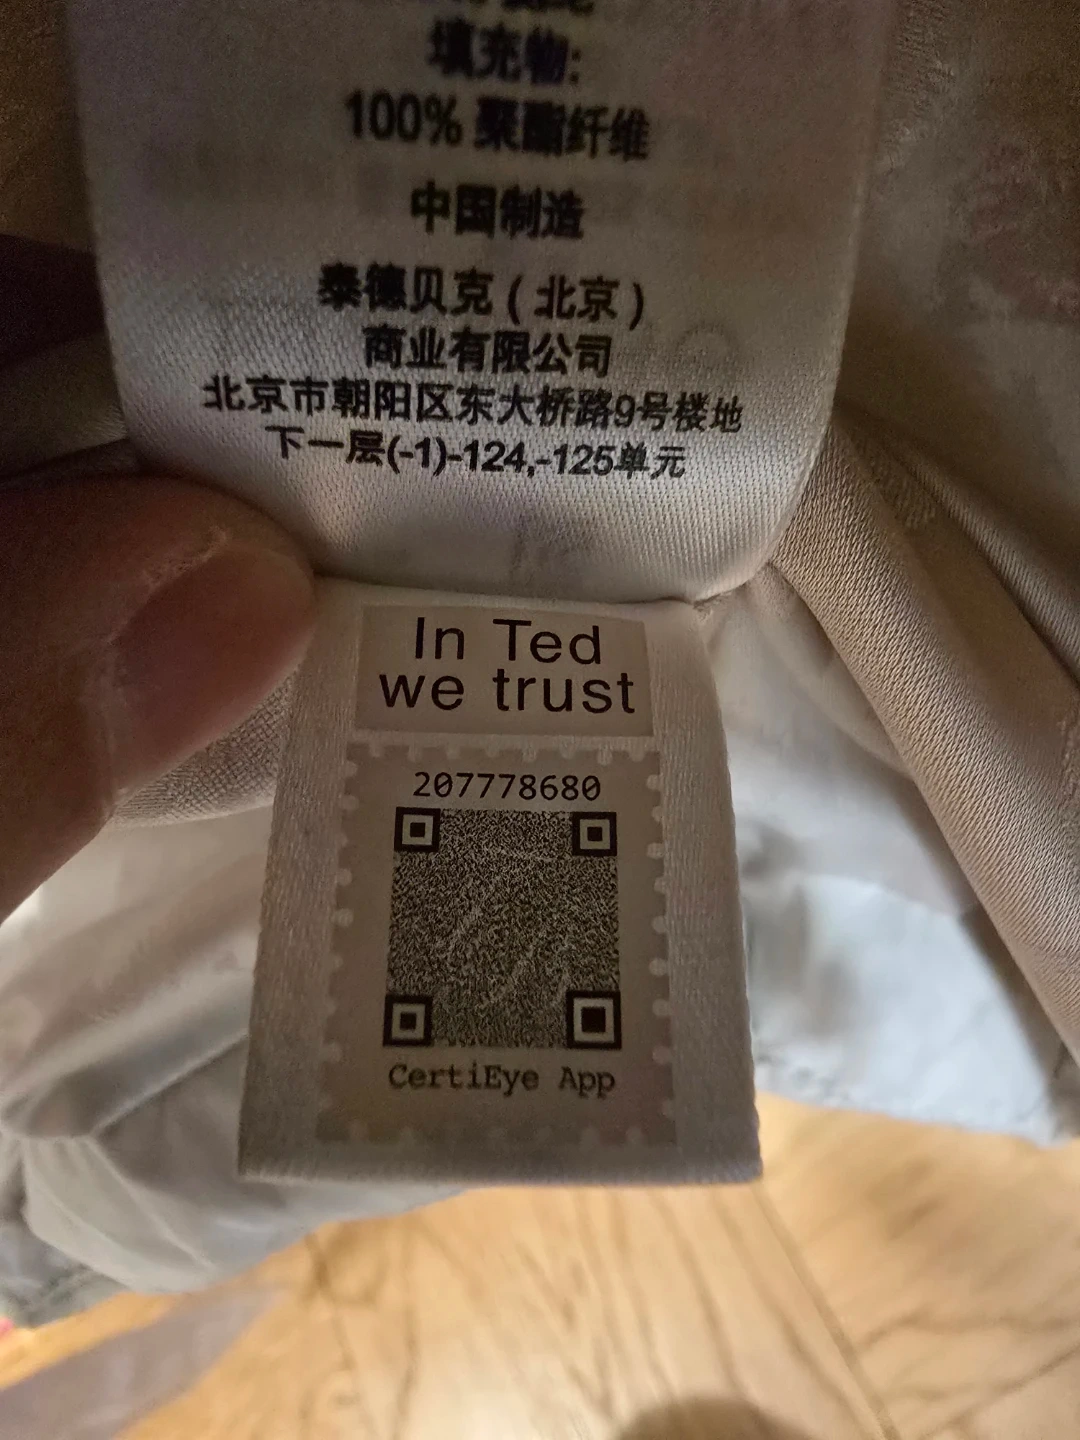 填充物:
100% 聚酯纤维
中国制造
泰德贝克(北京)
商业有限公司
北京市朝阳区东大桥路9号楼地
下一层(-1)-124,-125单元
In Ted
we trust
207778680
CertiEye App